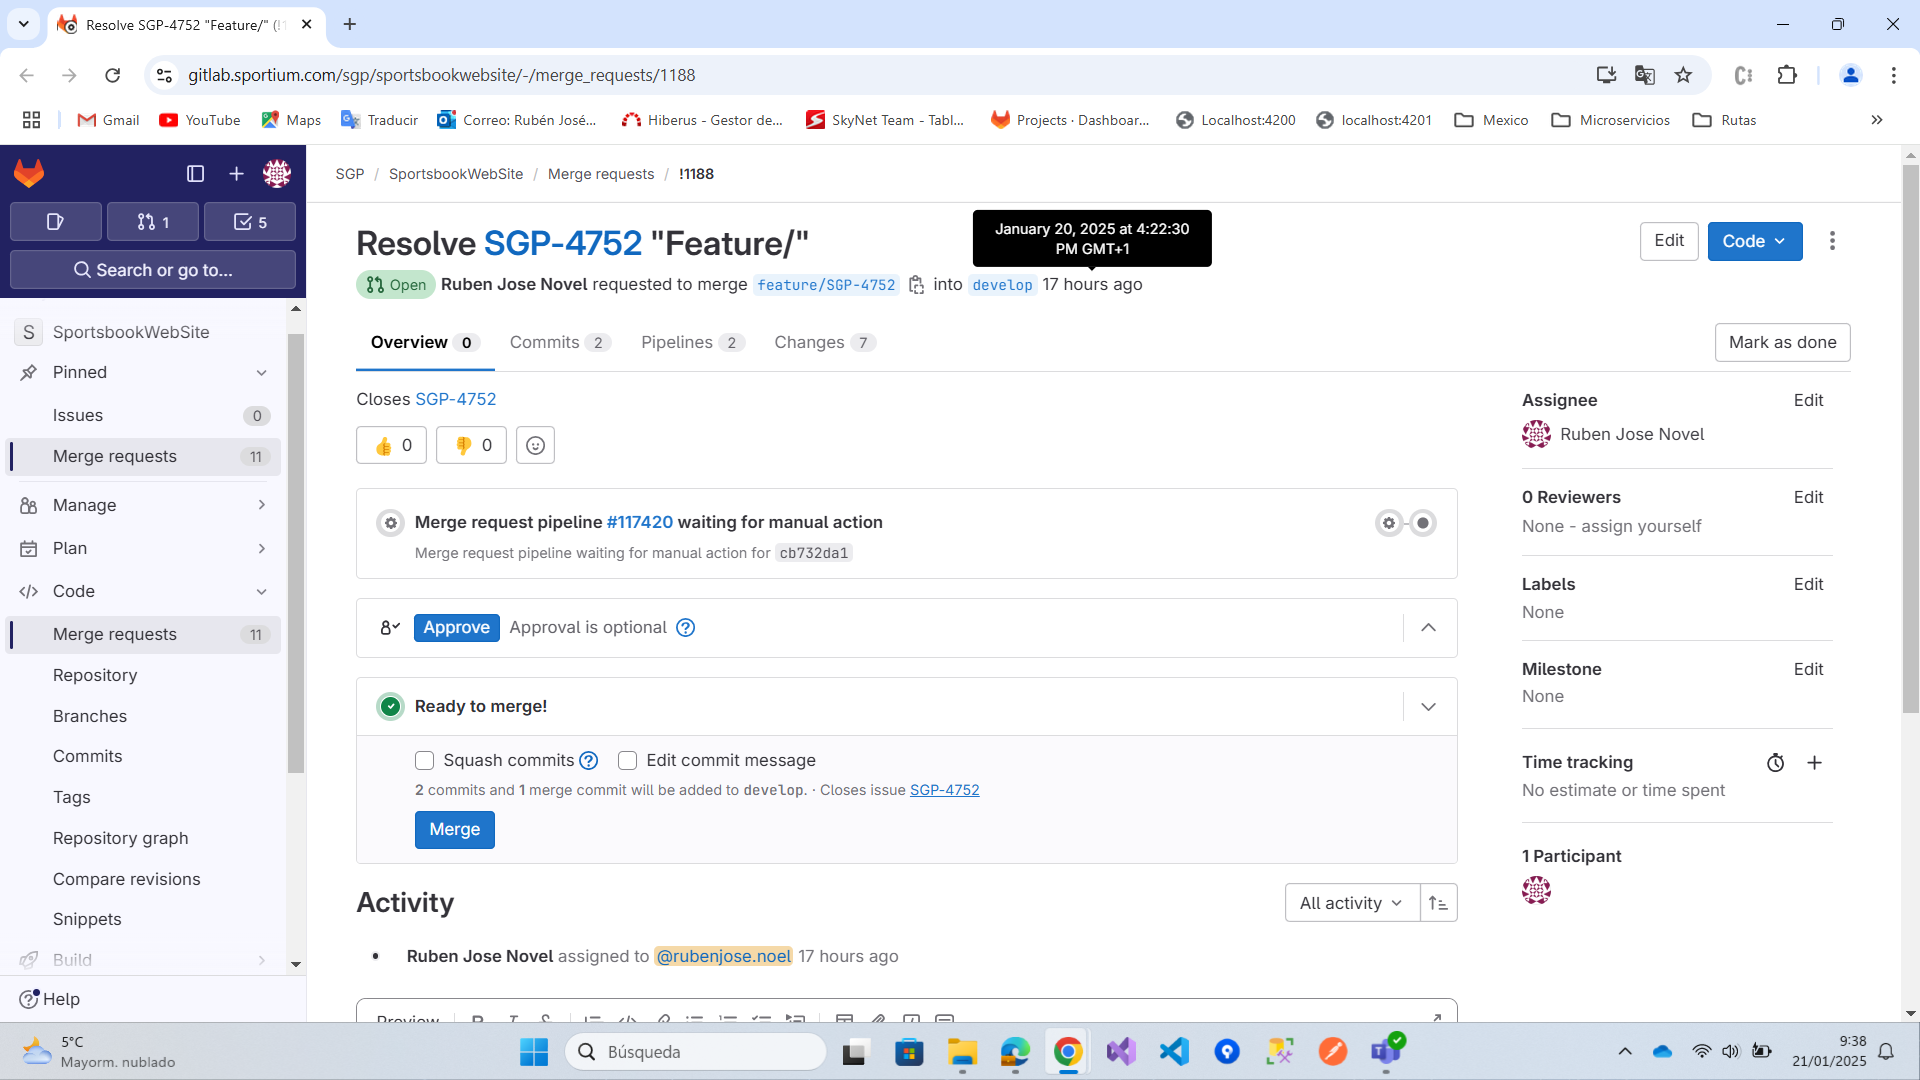 Resolve SGP-4752 "Feature/" (!1
gitlab.sportium.com/sgp/sportsbookwebsite/-/merge_requests/1188
Gmail
YouTube
Maps
Traducir
Correo: Rubén José...
Hiberus - Gestor de...
SkyNet Team - Tabl...
Projects · Dashboar...
Localhost:4200
localhost:4201
Mexico
Microservicios
Rutas
»
1
5
Search or go to...
S SportsbookWebSite
Pinned
Issues 0
Merge requests 11
Manage
Plan
Code
Merge requests 11
Repository
Branches
Commits
Tags
Repository graph
Compare revisions
Snippets
Build
Help
SGP / SportsbookWebSite / Merge requests / !1188
January 20, 2025 at 4:22:30
PM GMT+1
Resolve SGP-4752 "Feature/"
Edit
Code
Open Ruben Jose Novel requested to merge feature/SGP-4752 into develop 17 hours ago
Overview 0
Commits 2
Pipelines 2
Changes 7
Mark as done
Closes SGP-4752
👍 0
👎 0
Merge request pipeline #117420 waiting for manual action
Merge request pipeline waiting for manual action for cb732da1
Approve Approval is optional
Ready to merge!
Squash commits
Edit commit message
2 commits and 1 merge commit will be added to develop. · Closes issue SGP-4752
Merge
Activity
All activity
• Ruben Jose Novel assigned to @rubenjose.noel 17 hours ago
Preview
Assignee Edit
Ruben Jose Novel
0 Reviewers Edit
None - assign yourself
Labels Edit
None
Milestone Edit
None
Time tracking
No estimate or time spent
1 Participant
5°C
Mayorm. nublado
Búsqueda
9:38
21/01/2025